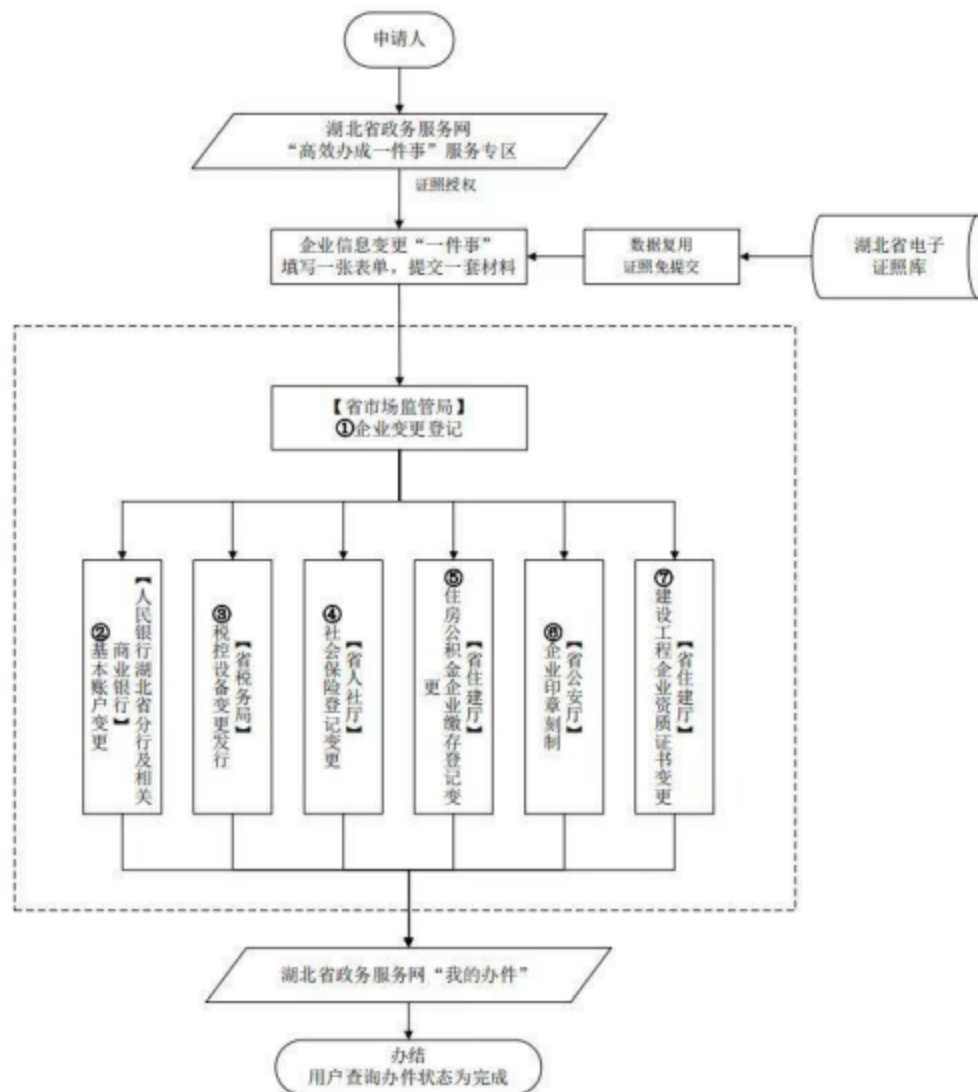 申请人
湖北省政务服务网
“高效办成一件事”服务专区
证照授权
企业信息变更“一件事”
填写一张表单，提交一套材料
数据复用
证照免提交
湖北省电子
证照库
【省市场监管局】
①企业变更登记
【人民银行湖北省分行及相关
商业银行】
②基本账户变更
【省税务局】
③税控设备变更发行
【省人社厅】
④社会保险登记变更
【省住建厅】
⑤住房公积金企业缴存登记变
更
【省公安厅】
⑥企业印章刻制
【省住建厅】
⑦建设工程企业资质证书变更
湖北省政务服务网“我的办件”
办结
用户查询办件状态为完成